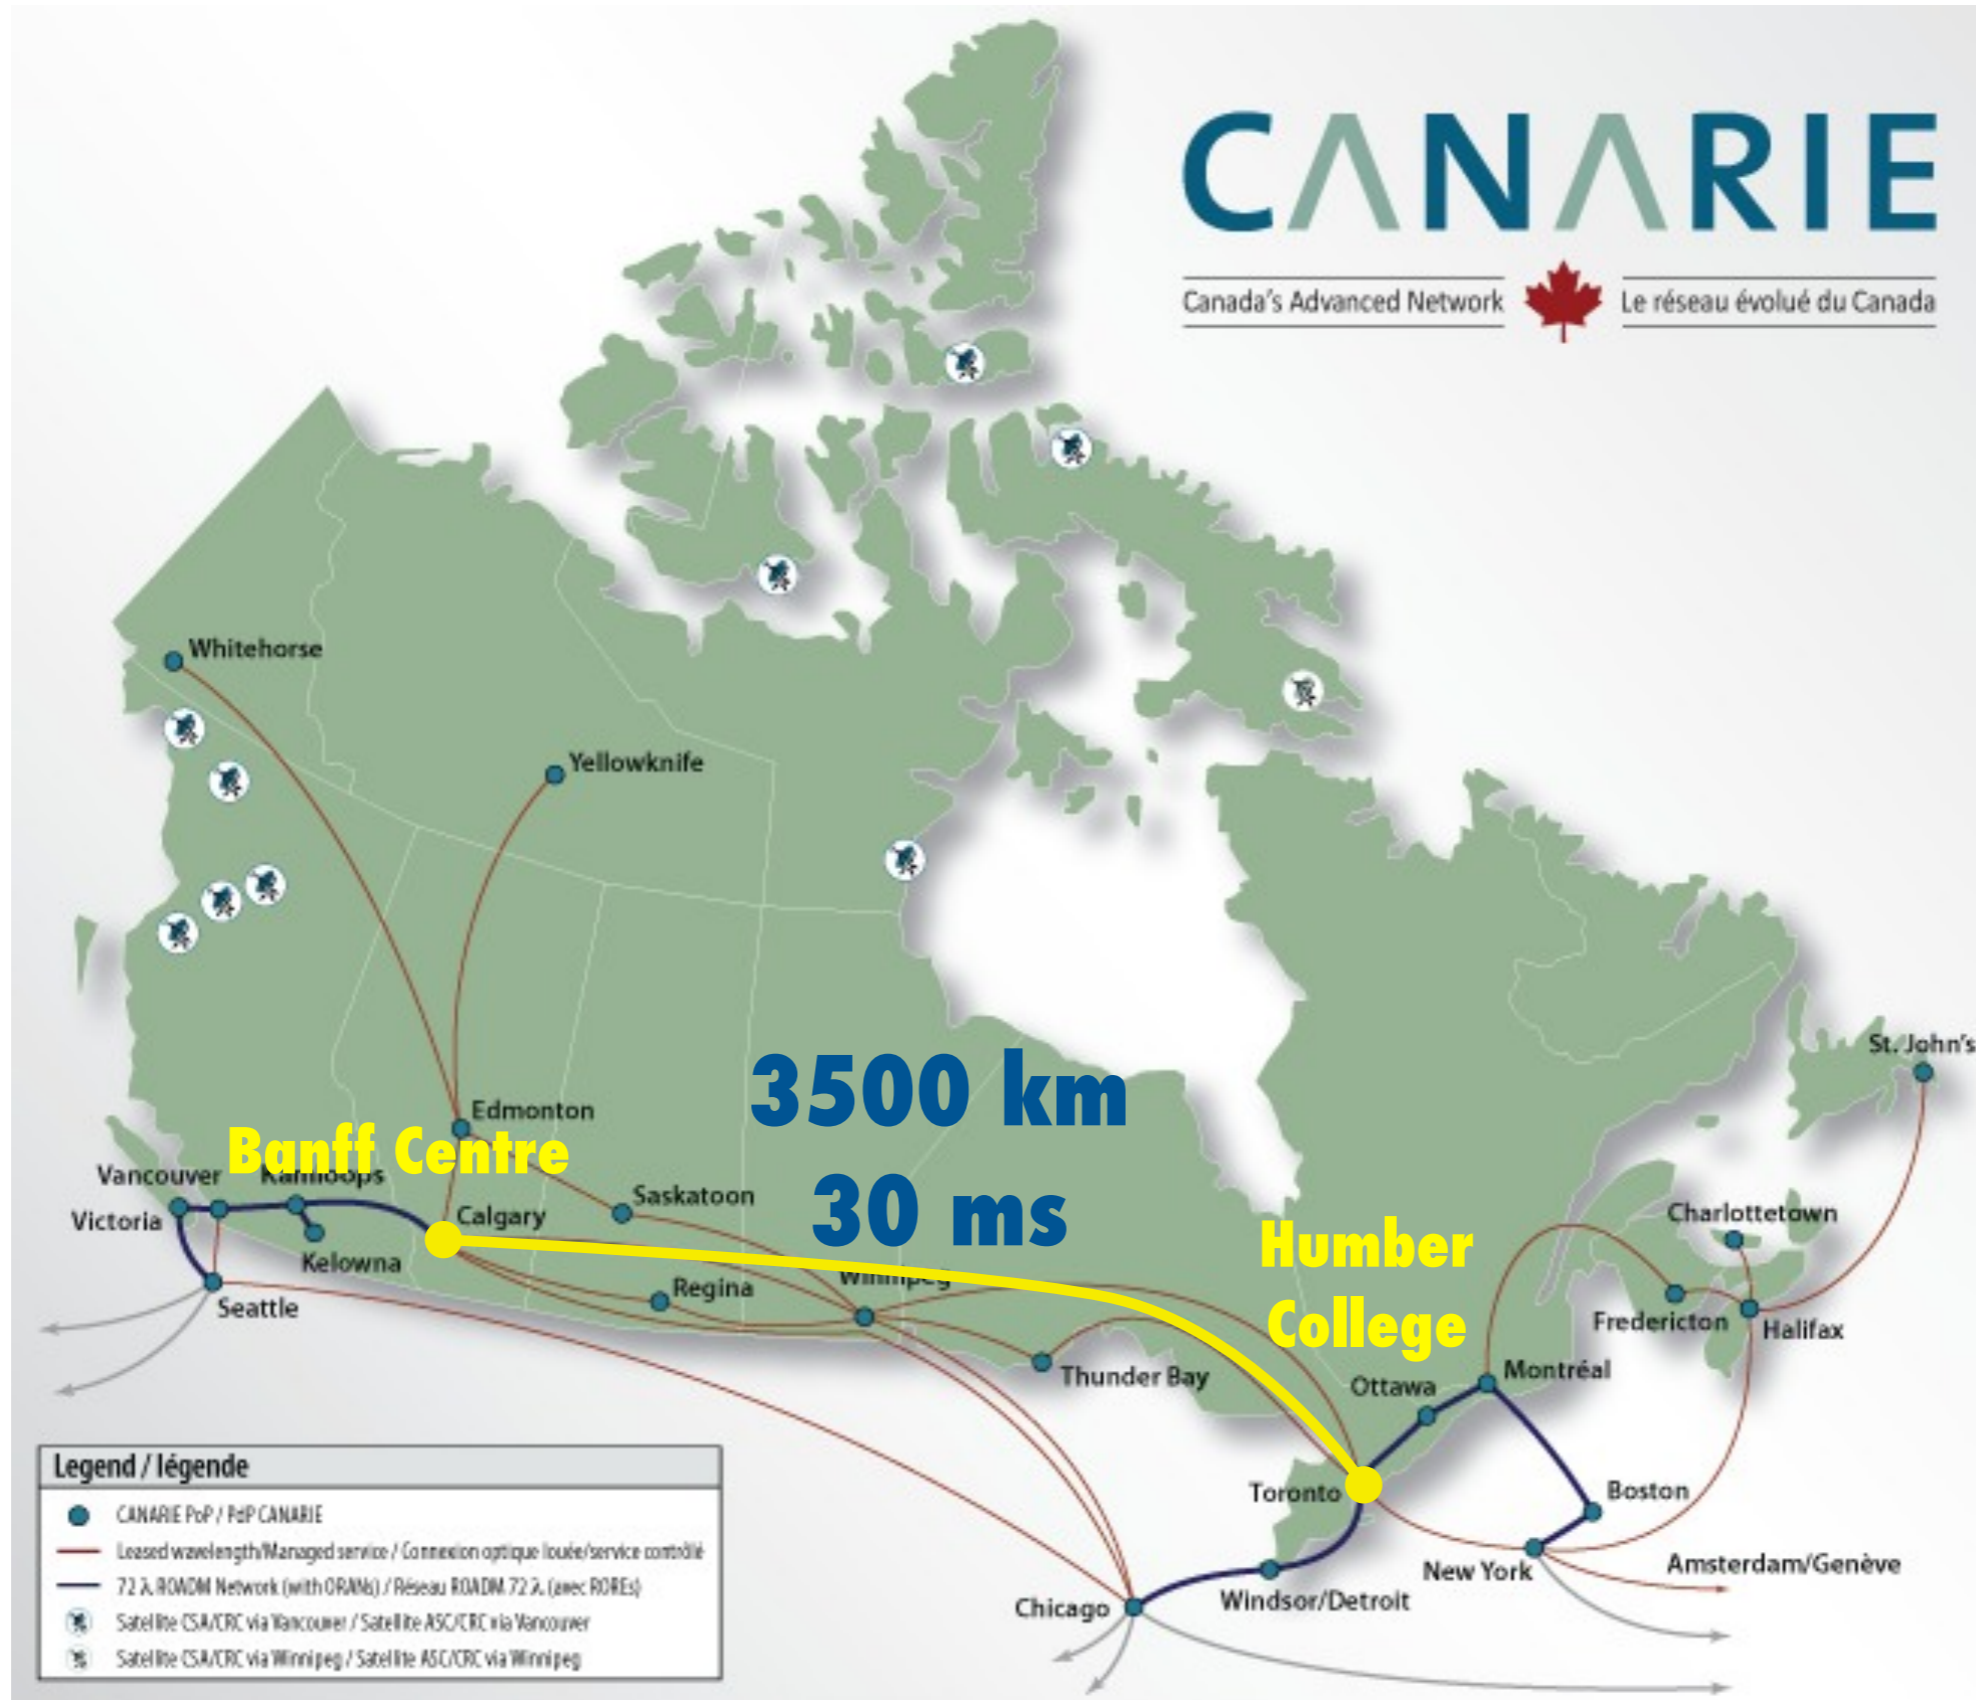 CANARIE
Canada's Advanced Network
Le réseau évolué du Canada
Whitehorse
Yellowknife
St. John's
3500 km
30 ms
Edmonton
Banff Centre
Vancouver
Kamloops
Victoria
Calgary
Saskatoon
Kelowna
Seattle
Regina
Winnipeg
Humber
College
Charlottetown
Fredericton
Halifax
Thunder Bay
Ottawa
Montréal
Toronto
Boston
New York
Amsterdam/Genève
Chicago
Windsor/Detroit
Legend / légende
CANARIE PoP / PdP CANARIE
Leased wavelength/Managed service / Connexion optique louée/service contrôlé
72 λ ROADM Network (with ORANs) / Réseau ROADM 72 λ (avec ROREs)
Satellite CSA/CRC via Vancouver / Satellite ASC/CRC via Vancouver
Satellite CSA/CRC via Winnipeg / Satellite ASC/CRC via Winnipeg